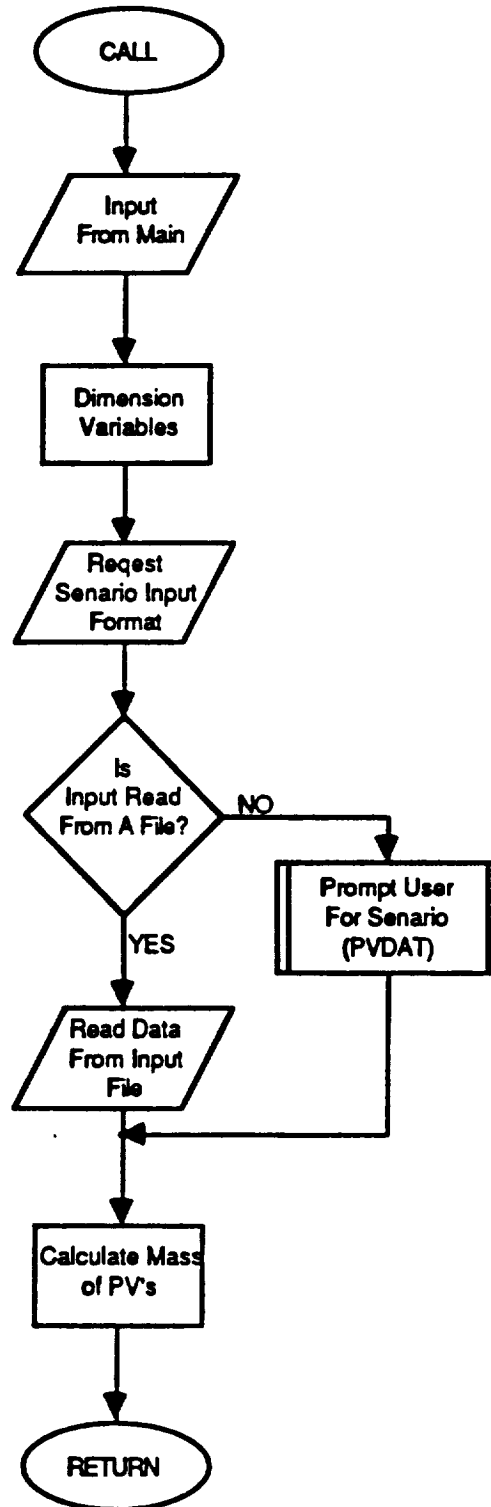 CALL
Input
From Main
Dimension
Variables
Reqest
Senario Input
Format
Is
Input Read
From A File?
NO
Prompt User
For Senario
(PVDAT)
YES
Read Data
From Input
File
Calculate Mass
of PV's
RETURN